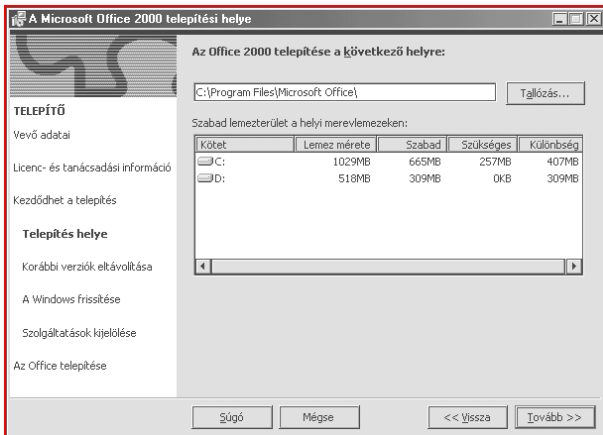 A Microsoft Office 2000 telepítési helye
Az Office 2000 telepítése a következő helyre:
C:\Program Files\Microsoft Office\
Tallózás...
Szabad lemezterület a helyi merevlemezeken:
Kötet Lemez mérete Szabad Szükséges Különbség
C: 1029MB 665MB 257MB 407MB
D: 518MB 309MB 0KB 309MB
TELEPÍTŐ
Vevő adatai
Licenc- és tanácsadási információ
Kezdődhet a telepítés
Telepítés helye
Korábbi verziók eltávolítása
A Windows frissítése
Szolgáltatások kijelölése
Az Office telepítése
Súgó Mégse << Vissza Tovább >>